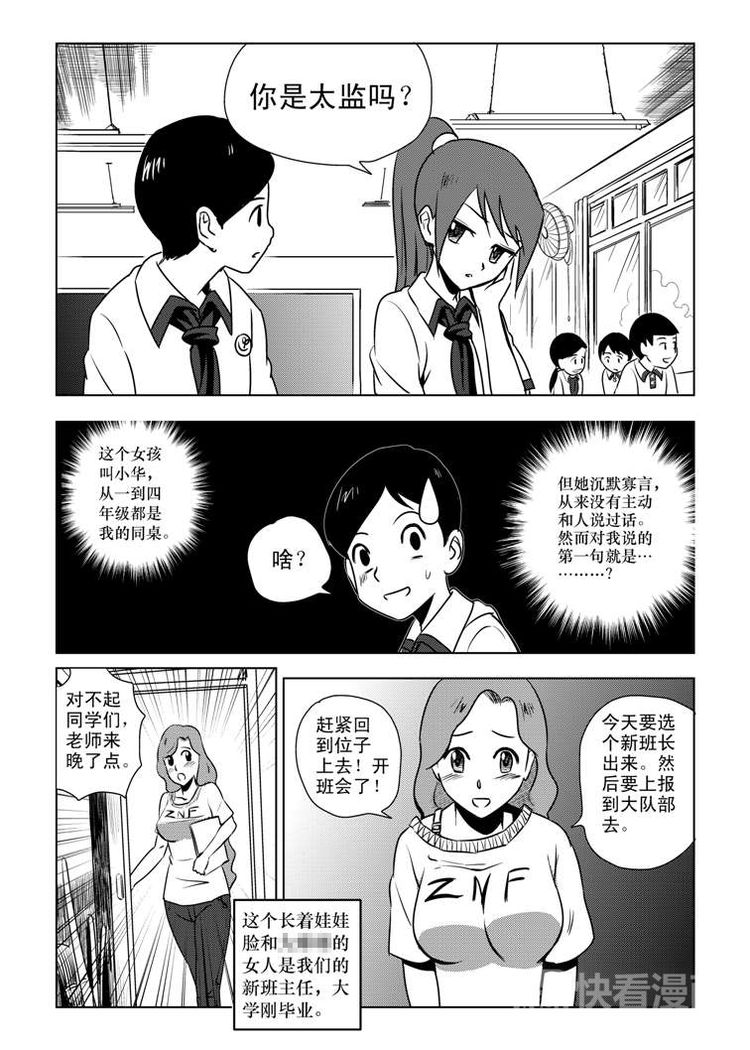 你是太监吗？
这个女孩
叫小华，
从一到四
年级都是
我的同桌。
啥？
但她沉默寡言，
从来没有主动
和人说过话。
然而对我说的
第一句就是…
………？
对不起
同学们，
老师来
晚了点。
ZNF
这个长着娃娃
脸和
的
女人是我们的
新班主任，大
学刚毕业。
赶紧回
到位子
上去！开
班会了！
今天要选
个新班长
出来。然
后要上报
到大队部
去。
ZNF
快看漫画